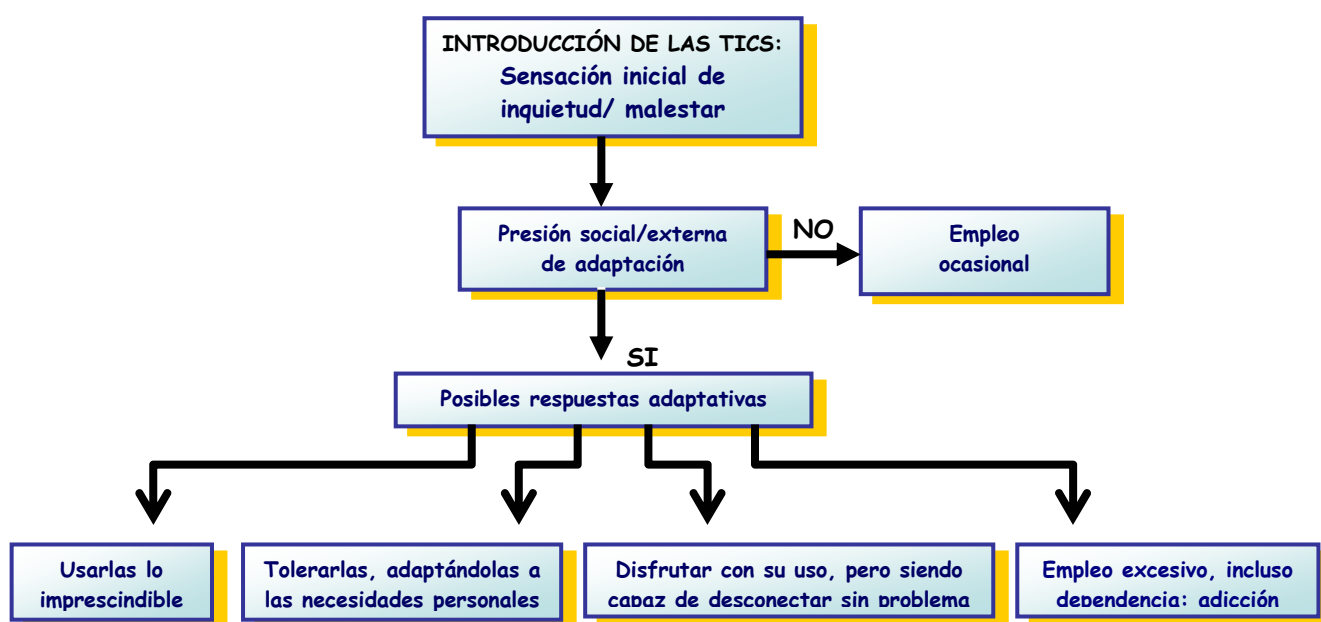 INTRODUCCIÓN DE LAS TICS:
Sensación inicial de
inquietud/ malestar
Presión social/externa
de adaptación
NO
Empleo
ocasional
SI
Posibles respuestas adaptativas
Usarlas lo
imprescindible
Tolerarlas, adaptándolas a
las necesidades personales
Disfrutar con su uso, pero siendo
capaz de desconectar sin problema
Empleo excesivo, incluso
dependencia: adicción